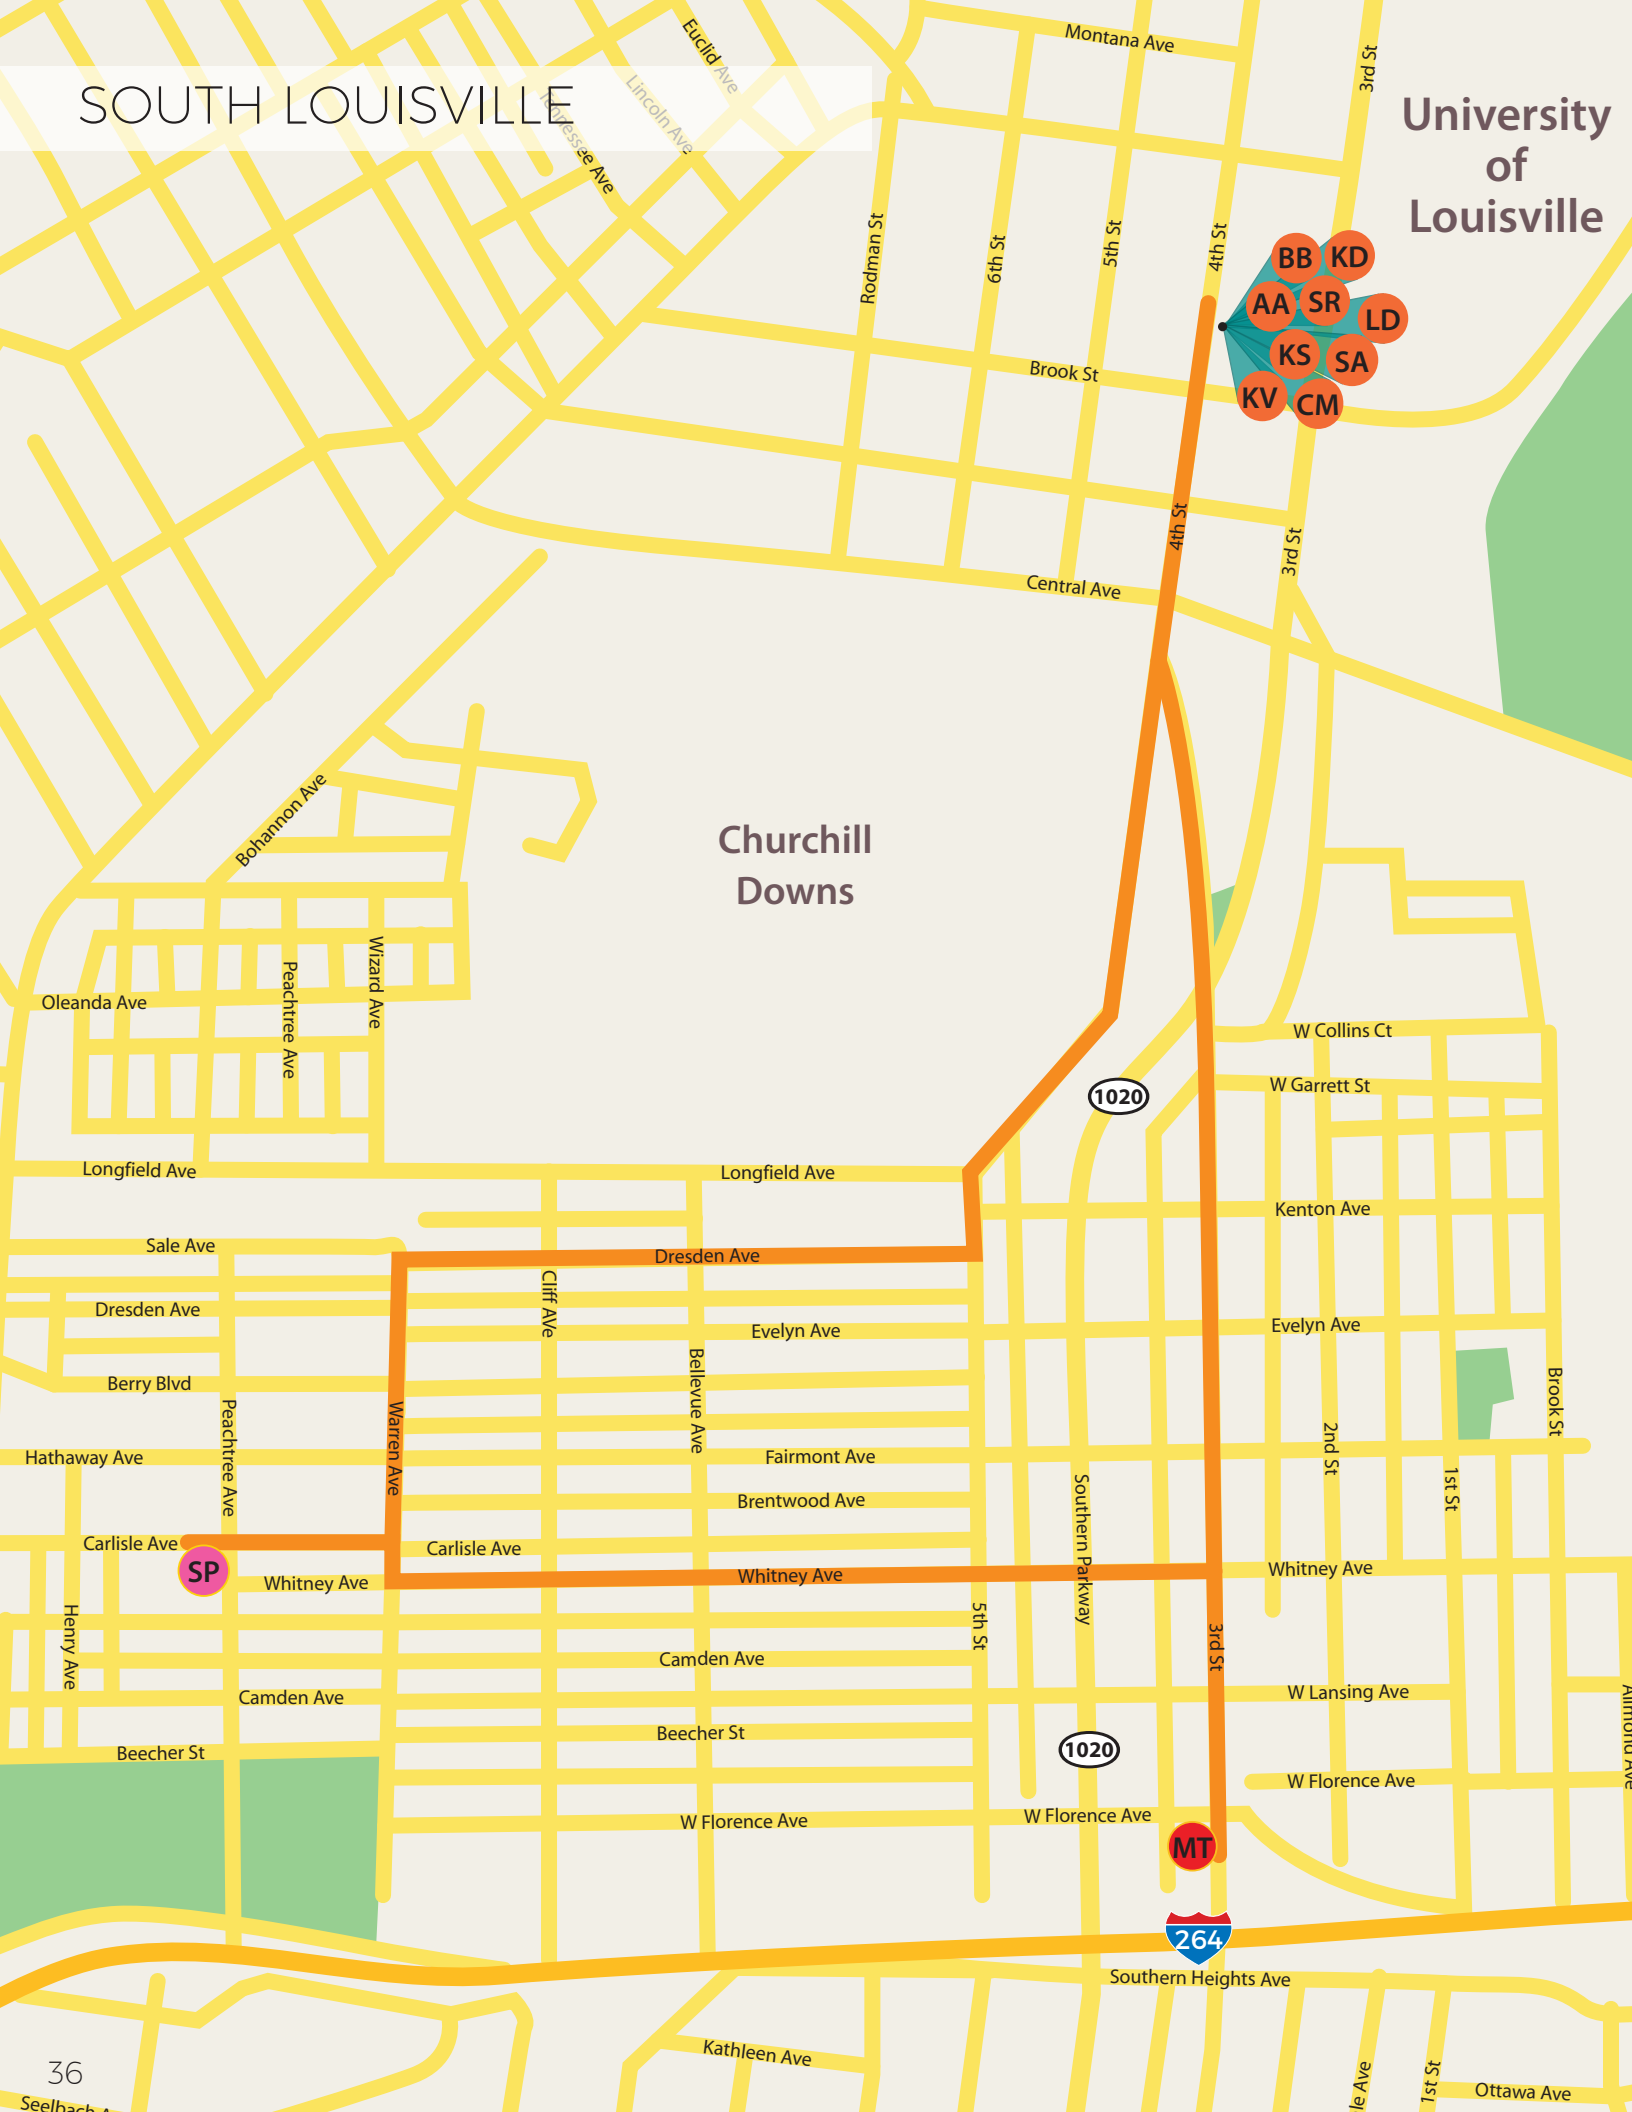 Euclid Ave
Montana Ave
3rd St
SOUTH LOUISVILLE
Lincoln Ave
Tennessee Ave
University
of
Louisville
Rodman St
6th St
5th St
4th St
BB
KD
AA
SR
LD
KS
SA
KV
CM
Brook St
4th St
3rd St
Central Ave
Bohannon Ave
Churchill
Downs
Wizard Ave
Peachtree Ave
Oleanda Ave
W Collins Ct
W Garrett St
1020
Longfield Ave
Longfield Ave
Kenton Ave
Sale Ave
Dresden Ave
Cliff AVe
Dresden Ave
Evelyn Ave
Evelyn Ave
Bellevue Ave
Berry Blvd
Brook St
Peachtree Ave
Warren Ave
2nd St
Hathaway Ave
Fairmont Ave
1st St
Southern Parkway
Brentwood Ave
Carlisle Ave
Carlisle Ave
SP
Whitney Ave
Whitney Ave
Whitney Ave
Henry Ave
5th St
3rd St
Camden Ave
Camden Ave
W Lansing Ave
Allmond Ave
Beecher St
Beecher St
1020
W Florence Ave
W Florence Ave
W Florence Ave
MT
264
Southern Heights Ave
Kathleen Ave
36
le Ave
1st St
Ottawa Ave
Seelbach A